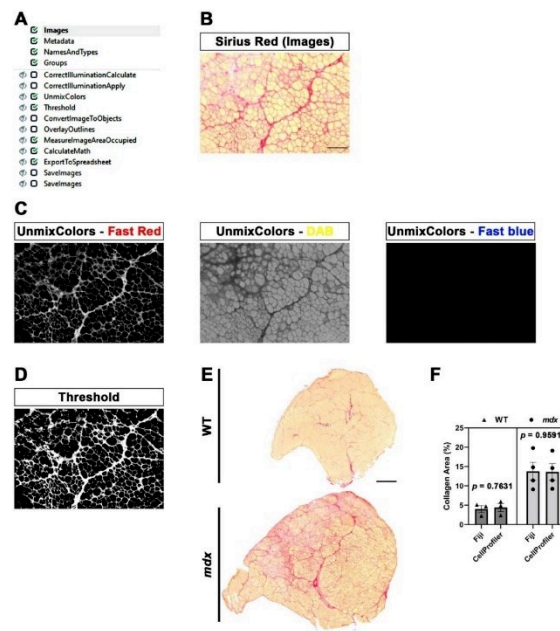 A
Images
Metadata
NamesAndTypes
Groups
CorrectIlluminationCalculate
CorrectIlluminationApply
UnmixColors
Threshold
ConvertImageToObjects
OverlayOutlines
MeasureImageAreaOccupied
CalculateMath
ExportToSpreadsheet
SaveImages
SaveImages
B
Sirius Red (Images)
C
UnmixColors - Fast Red
UnmixColors - DAB
UnmixColors - Fast blue
D
Threshold
E
WT
mdx
F
WT
mdx
Collagen Area (%)
25
20
15
10
5
0
p = 0.7631
p = 0.9591
Fiji
CellProfiler
Fiji
CellProfiler